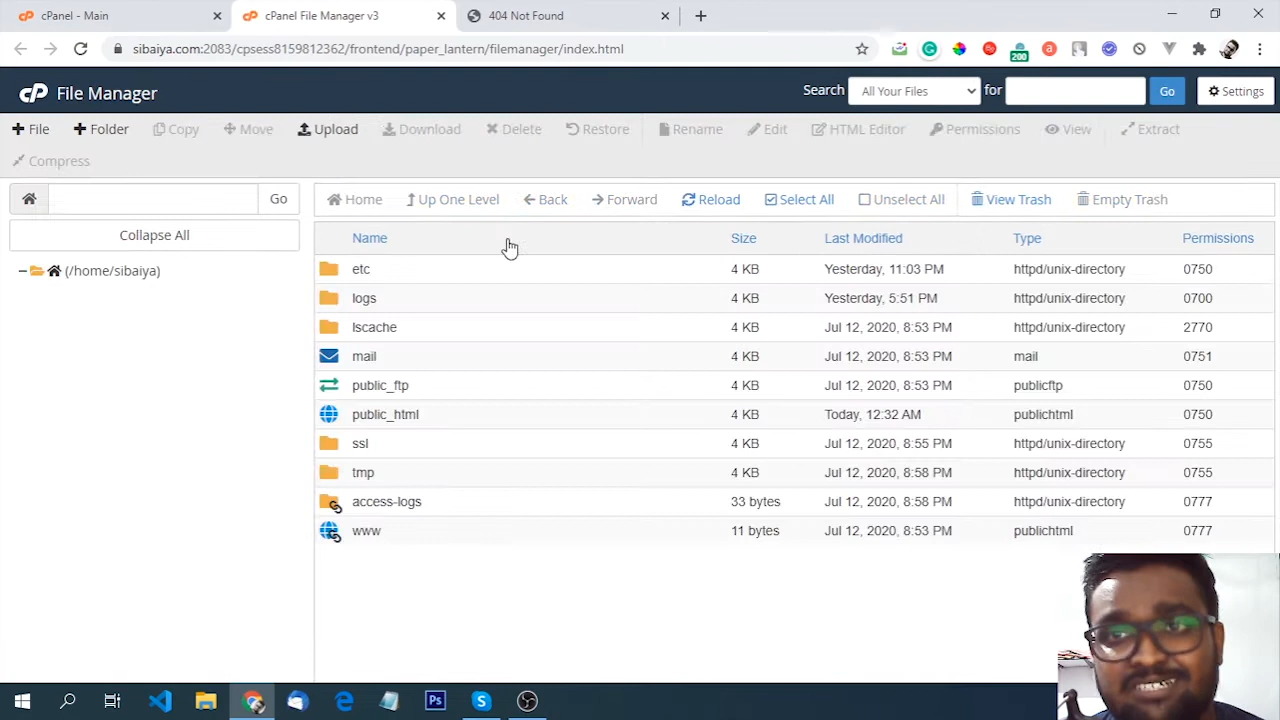 cPanel - Main
cPanel File Manager v3
404 Not Found
sibaiya.com:2083/cpsess8159812362/frontend/paper_lantern/filemanager/index.html
200
cP File Manager
Search All Your Files for Go Settings
File Folder Copy Move Upload Download Delete Restore Rename Edit HTML Editor Permissions View Extract
Compress
Go
Home Up One Level Back Forward Reload Select All Unselect All View Trash Empty Trash
Collapse All
(/home/sibaiya)
Name Size Last Modified Type Permissions
etc 4 KB Yesterday, 11:03 PM httpd/unix-directory 0750
logs 4 KB Yesterday, 5:51 PM httpd/unix-directory 0700
lscache 4 KB Jul 12, 2020, 8:53 PM httpd/unix-directory 2770
mail 4 KB Jul 12, 2020, 8:53 PM mail 0751
public_ftp 4 KB Jul 12, 2020, 8:53 PM publicftp 0750
public_html 4 KB Today, 12:32 AM publichtml 0750
ssl 4 KB Jul 12, 2020, 8:55 PM httpd/unix-directory 0755
tmp 4 KB Jul 12, 2020, 8:58 PM httpd/unix-directory 0755
access-logs 33 bytes Jul 12, 2020, 8:58 PM httpd/unix-directory 0777
www 11 bytes Jul 12, 2020, 8:53 PM publichtml 0777
Ps